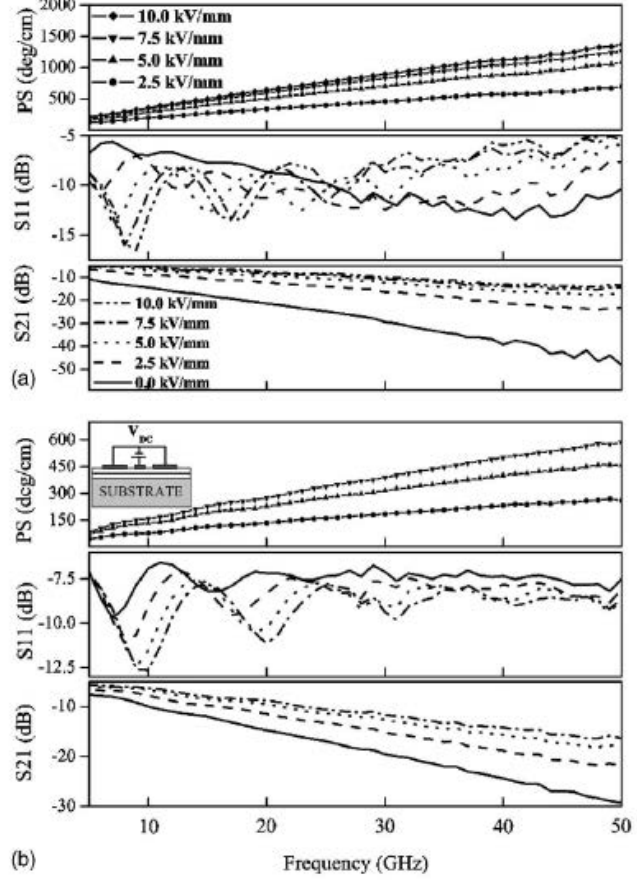 2000
1500
1000
500
PS (deg/cm)
10.0 kV/mm
7.5 kV/mm
5.0 kV/mm
2.5 kV/mm
-5
-10
-15
S11 (dB)
-10
-20
-30
-40
-50
S21 (dB)
10.0 kV/mm
7.5 kV/mm
5.0 kV/mm
2.5 kV/mm
0.0 kV/mm
(a)
600
450
300
150
PS (deg/cm)
VDC
SUBSTRATE
-7.5
-10.0
-12.5
S11 (dB)
-10
-20
-30
S21 (dB)
10
20
30
40
50
(b)
Frequency (GHz)